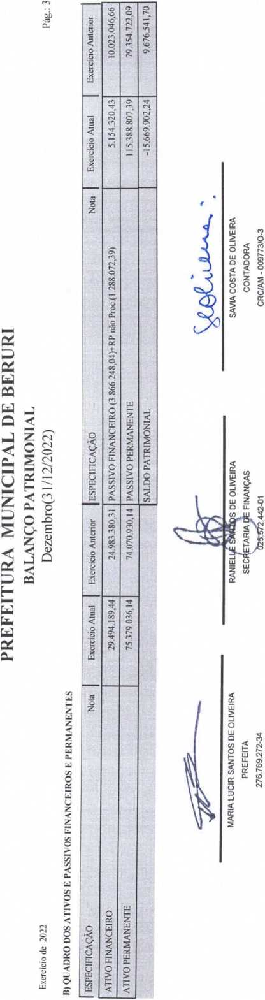 PREFEITURA MUNICIPAL DE BERURI
BALANÇO PATRIMONIAL
Dezembro(31/12/2022)
Exercício de 2022
Pág.: 3
B) QUADRO DOS ATIVOS E PASSIVOS FINANCEIROS E PERMANENTES
ESPECIFICAÇÃO Nota Exercício Atual Exercício Anterior ESPECIFICAÇÃO Nota Exercício Atual Exercício Anterior
ATIVO FINANCEIRO 29.494.189,44 24.983.380,31 PASSIVO FINANCEIRO (3.866.248,04)+RP não Proc.(1.288.072,39) 5.154.320,43 10.023.046,66
ATIVO PERMANENTE 75.379.036,14 74.070.930,14 PASSIVO PERMANENTE 115.388.807,39 79.354.722,09
SALDO PATRIMONIAL -15.669.902,24 9.676.541,70
MARIA LUCIR SANTOS DE OLIVEIRA
PREFEITA
276.769.272-34
RANIELLE SANTOS DE OLIVEIRA
SECRETARIA DE FINANÇAS
025.572.442-01
SAVIA COSTA DE OLIVEIRA
CONTADORA
CRC/AM - 009773/O-3